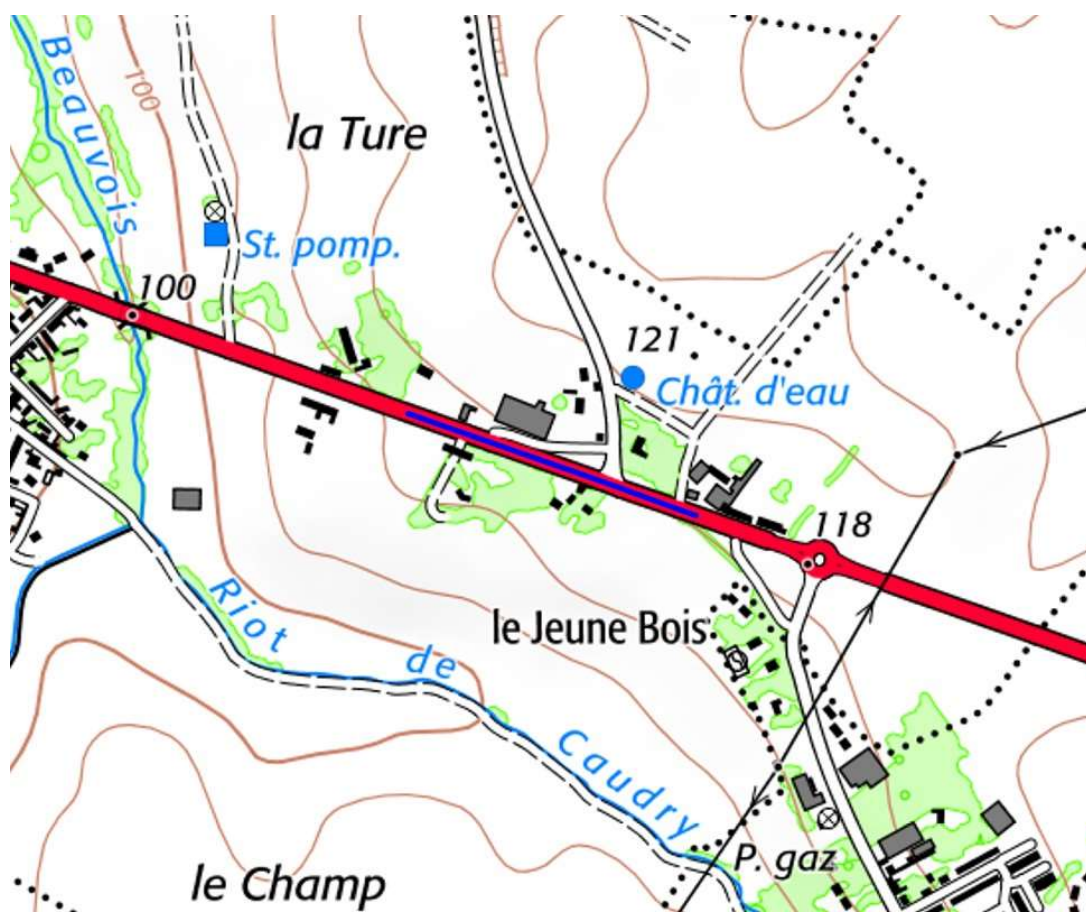 Beauvois
100
la Ture
St. pomp.
100
121
Chât. d'eau
118
le Jeune Bois
Riot de Caudry
P. gaz
le Champ